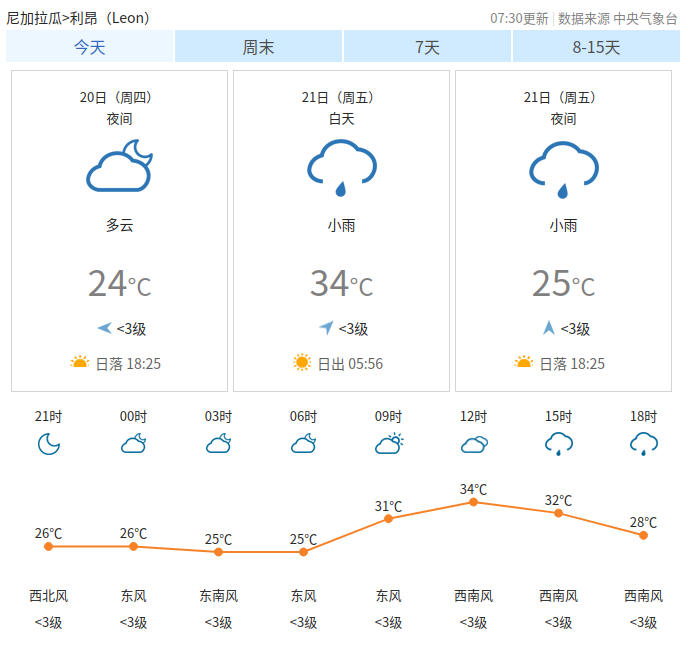 尼加拉瓜>利昂（Leon）
07:30更新 | 数据来源 中央气象台
今天 周末 7天 8-15天
20日（周四） 21日（周五） 21日（周五）
夜间 白天 夜间
多云 小雨 小雨
24°C 34°C 25°C
<3级 <3级 <3级
日落 18:25 日出 05:56 日落 18:25
21时 00时 03时 06时 09时 12时 15时 18时
26℃ 26℃ 25℃ 25℃ 31℃ 34℃ 32℃ 28℃
西北风 东风 东南风 东风 东风 西南风 西南风 西南风
<3级 <3级 <3级 <3级 <3级 <3级 <3级 <3级